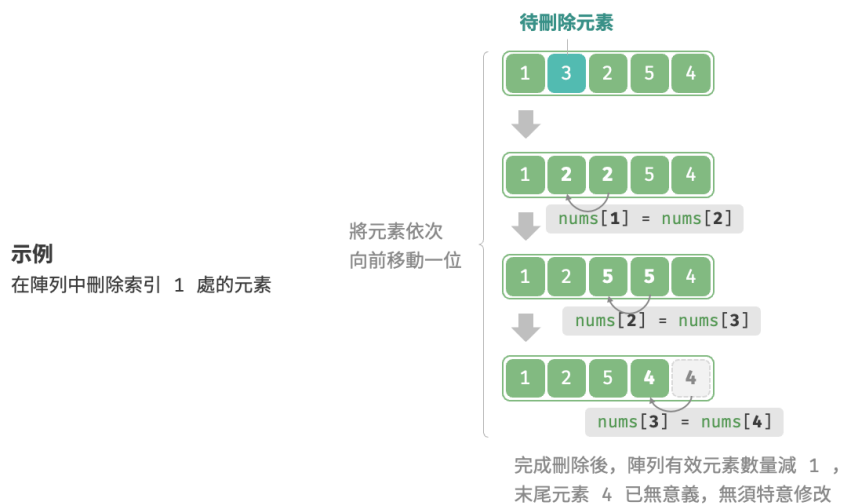 待刪除元素
1 3 2 5 4
1 2 2 5 4
nums[1] = nums[2]
將元素依次
向前移動一位
示例
在陣列中刪除索引 1 處的元素
1 2 5 5 4
nums[2] = nums[3]
1 2 5 4 4
nums[3] = nums[4]
完成刪除後，陣列有效元素數量減 1 ，
末尾元素 4 已無意義，無須特意修改